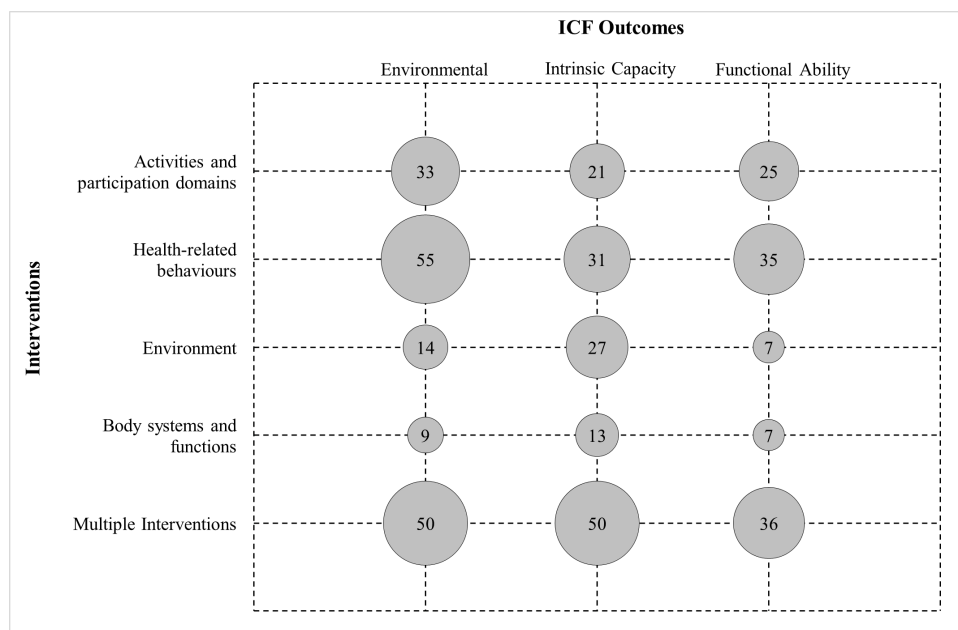 ICF Outcomes
Environmental
Intrinsic Capacity
Functional Ability
Interventions
Activities and
participation domains
33
21
25
Health-related
behaviours
55
31
35
Environment
14
27
7
Body systems and
functions
9
13
7
Multiple Interventions
50
50
36